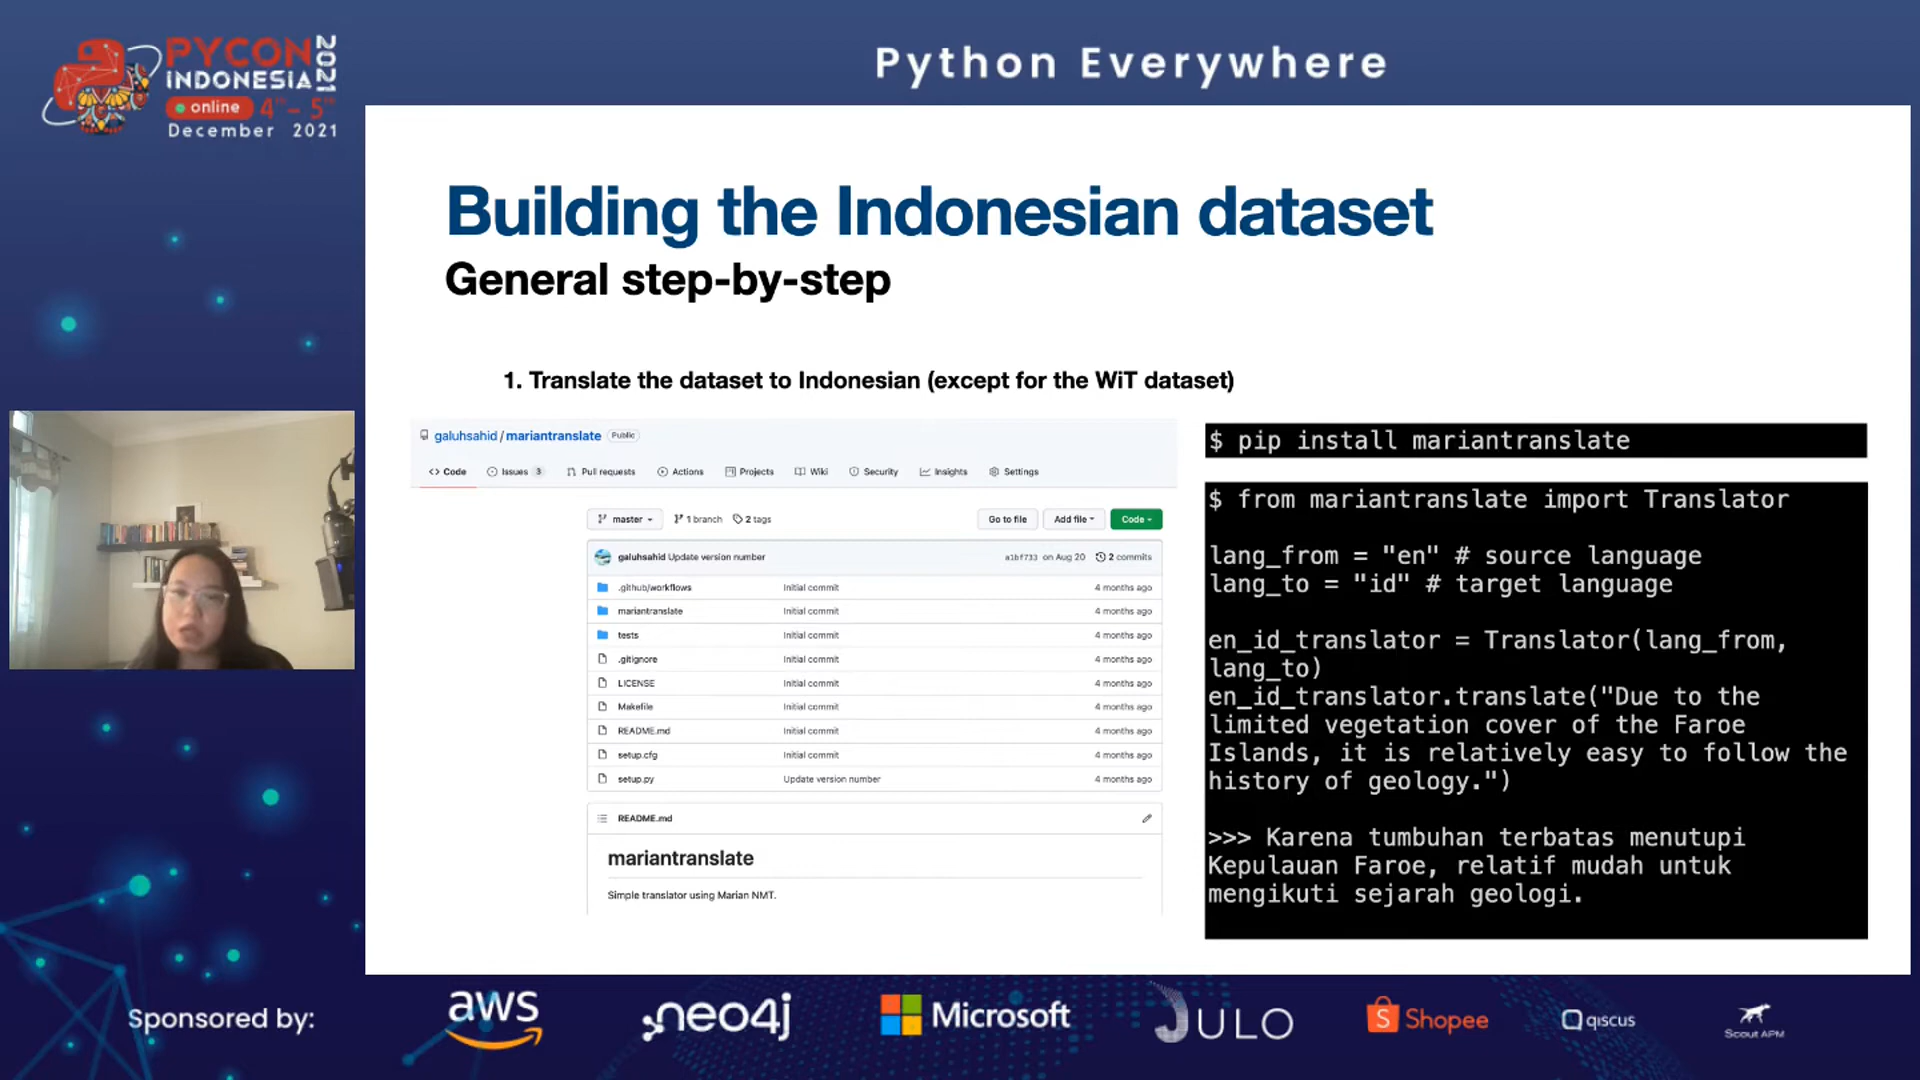 PYCON 2021
INDONESIA
online 4th - 5th
December 2021
Python Everywhere
Building the Indonesian dataset
General step-by-step
1. Translate the dataset to Indonesian (except for the WiT dataset)
galuhsahid / mariantranslate Public
<> Code Issues 3 Pull requests Actions Projects Wiki Security Insights Settings
master 1 branch 2 tags Go to file Add file Code
galuhsahid Update version number a1bf733 on Aug 20 2 commits
.github/workflows Initial commit 4 months ago
mariantranslate Initial commit 4 months ago
tests Initial commit 4 months ago
.gitignore Initial commit 4 months ago
LICENSE Initial commit 4 months ago
Makefile Initial commit 4 months ago
README.md Initial commit 4 months ago
setup.cfg Initial commit 4 months ago
setup.py Update version number 4 months ago
README.md
mariantranslate
Simple translator using Marian NMT.
$ pip install mariantranslate
$ from mariantranslate import Translator
lang_from = "en" # source language
lang_to = "id" # target language
en_id_translator = Translator(lang_from,
lang_to)
en_id_translator.translate("Due to the
limited vegetation cover of the Faroe
Islands, it is relatively easy to follow the
history of geology.")
>>> Karena tumbuhan terbatas menutupi
Kepulauan Faroe, relatif mudah untuk
mengikuti sejarah geologi.
Sponsored by:
aws
neo4j
Microsoft
JULO
Shopee
qiscus
Scout APM